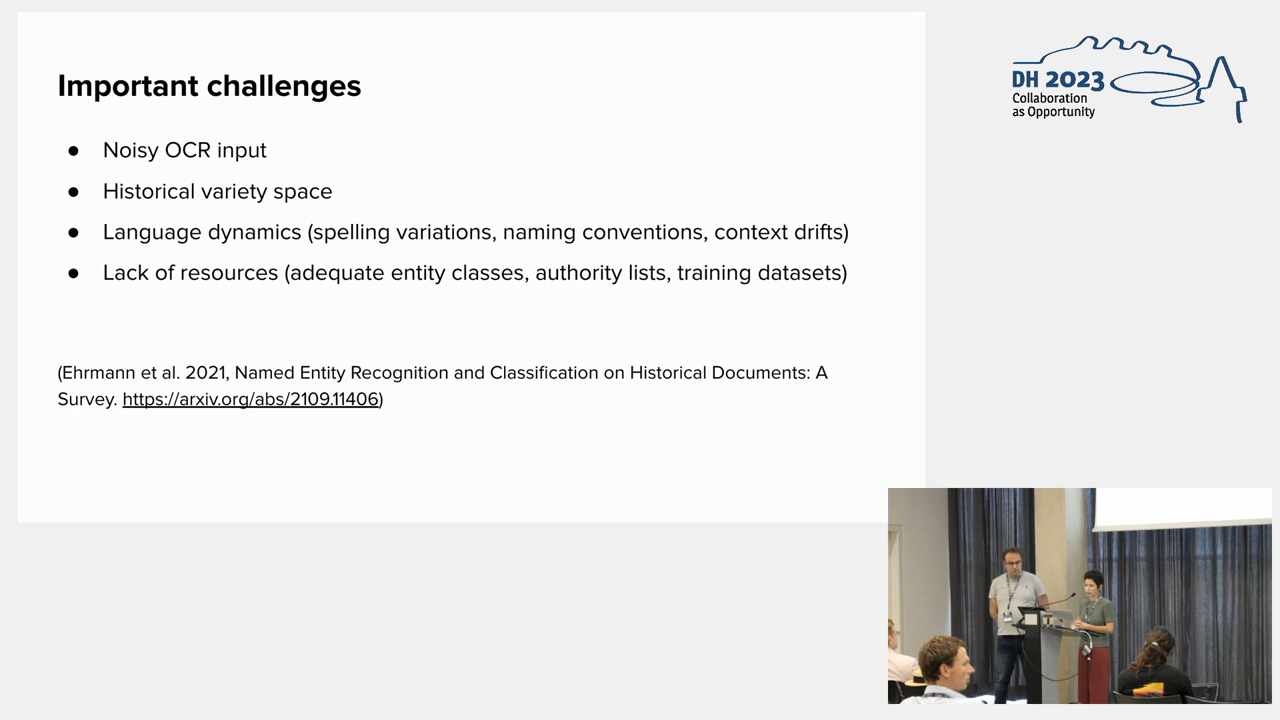 Important challenges
● Noisy OCR input
● Historical variety space
● Language dynamics (spelling variations, naming conventions, context drifts)
● Lack of resources (adequate entity classes, authority lists, training datasets)
(Ehrmann et al. 2021, Named Entity Recognition and Classification on Historical Documents: A
Survey. https://arxiv.org/abs/2109.11406)
DH 2023
Collaboration
as Opportunity